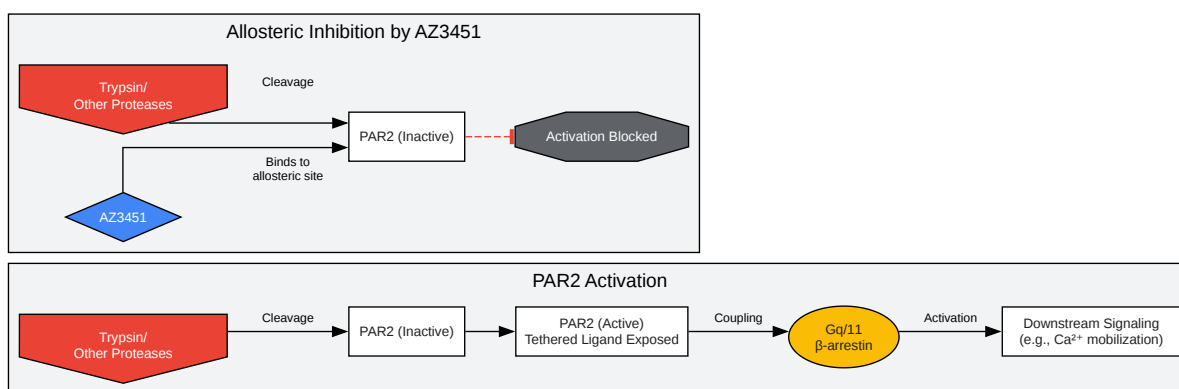 Allosteric Inhibition by AZ3451
Trypsin/
Other Proteases
Cleavage
PAR2 (Inactive)
Activation Blocked
Binds to
allosteric site
AZ3451
PAR2 Activation
Trypsin/
Other Proteases
Cleavage
PAR2 (Inactive)
PAR2 (Active)
Tethered Ligand Exposed
Coupling
Gq/11
β-arrestin
Activation
Downstream Signaling
(e.g., Ca²⁺ mobilization)